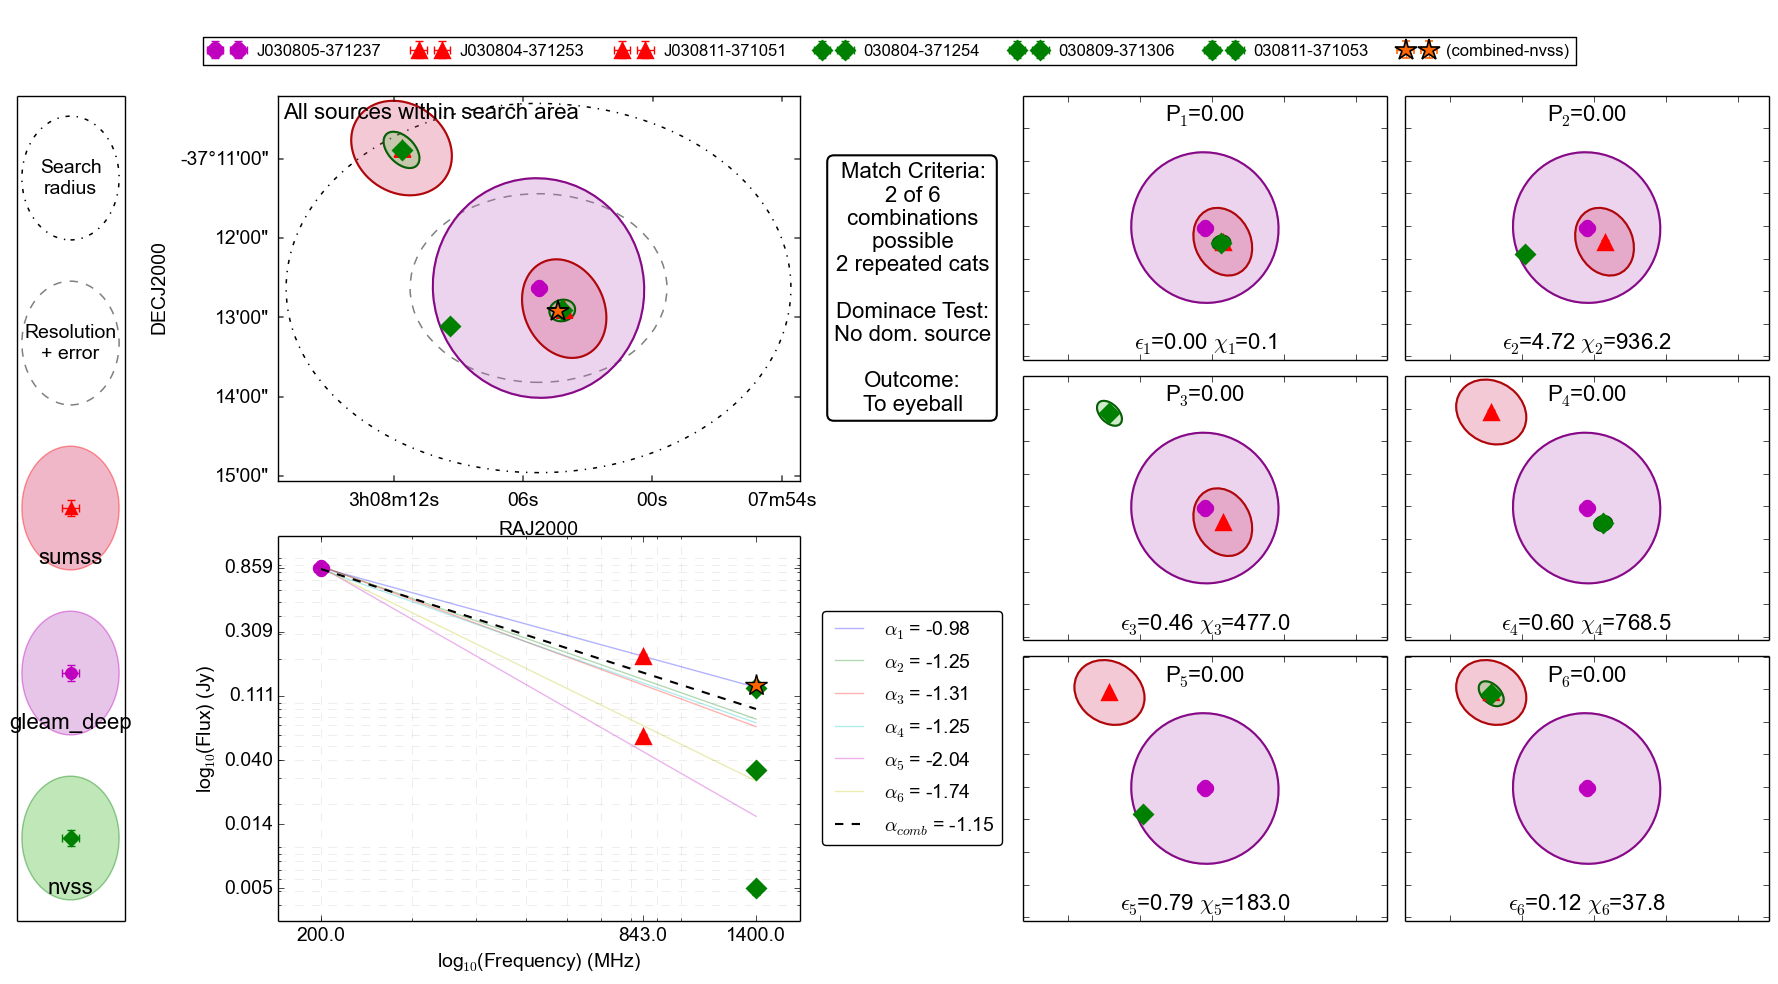 J030805-371237 J030804-371253 J030811-371051 030804-371254 030809-371306 030811-371053 (combined-nvss)
Search
radius
Resolution
+ error
sumss
gleam_deep
nvss
All sources within search area
-37°11'00"
12'00"
13'00"
14'00"
15'00"
DECJ2000
3h08m12s 06s 00s 07m54s
RAJ2000
Match Criteria:
2 of 6
combinations
possible
2 repeated cats
Dominace Test:
No dom. source
Outcome:
To eyeball
0.859
0.309
0.111
0.040
0.014
0.005
log₁₀(Flux) (Jy)
200.0 843.0 1400.0
log₁₀(Frequency) (MHz)
α₁ = -0.98
α₂ = -1.25
α₃ = -1.31
α₄ = -1.25
α₅ = -2.04
α₆ = -1.74
α_comb = -1.15
P₁=0.00
ϵ₁=0.00 χ₁=0.1
P₂=0.00
ϵ₂=4.72 χ₂=936.2
P₃=0.00
ϵ₃=0.46 χ₃=477.0
P₄=0.00
ϵ₄=0.60 χ₄=768.5
P₅=0.00
ϵ₅=0.79 χ₅=183.0
P₆=0.00
ϵ₆=0.12 χ₆=37.8